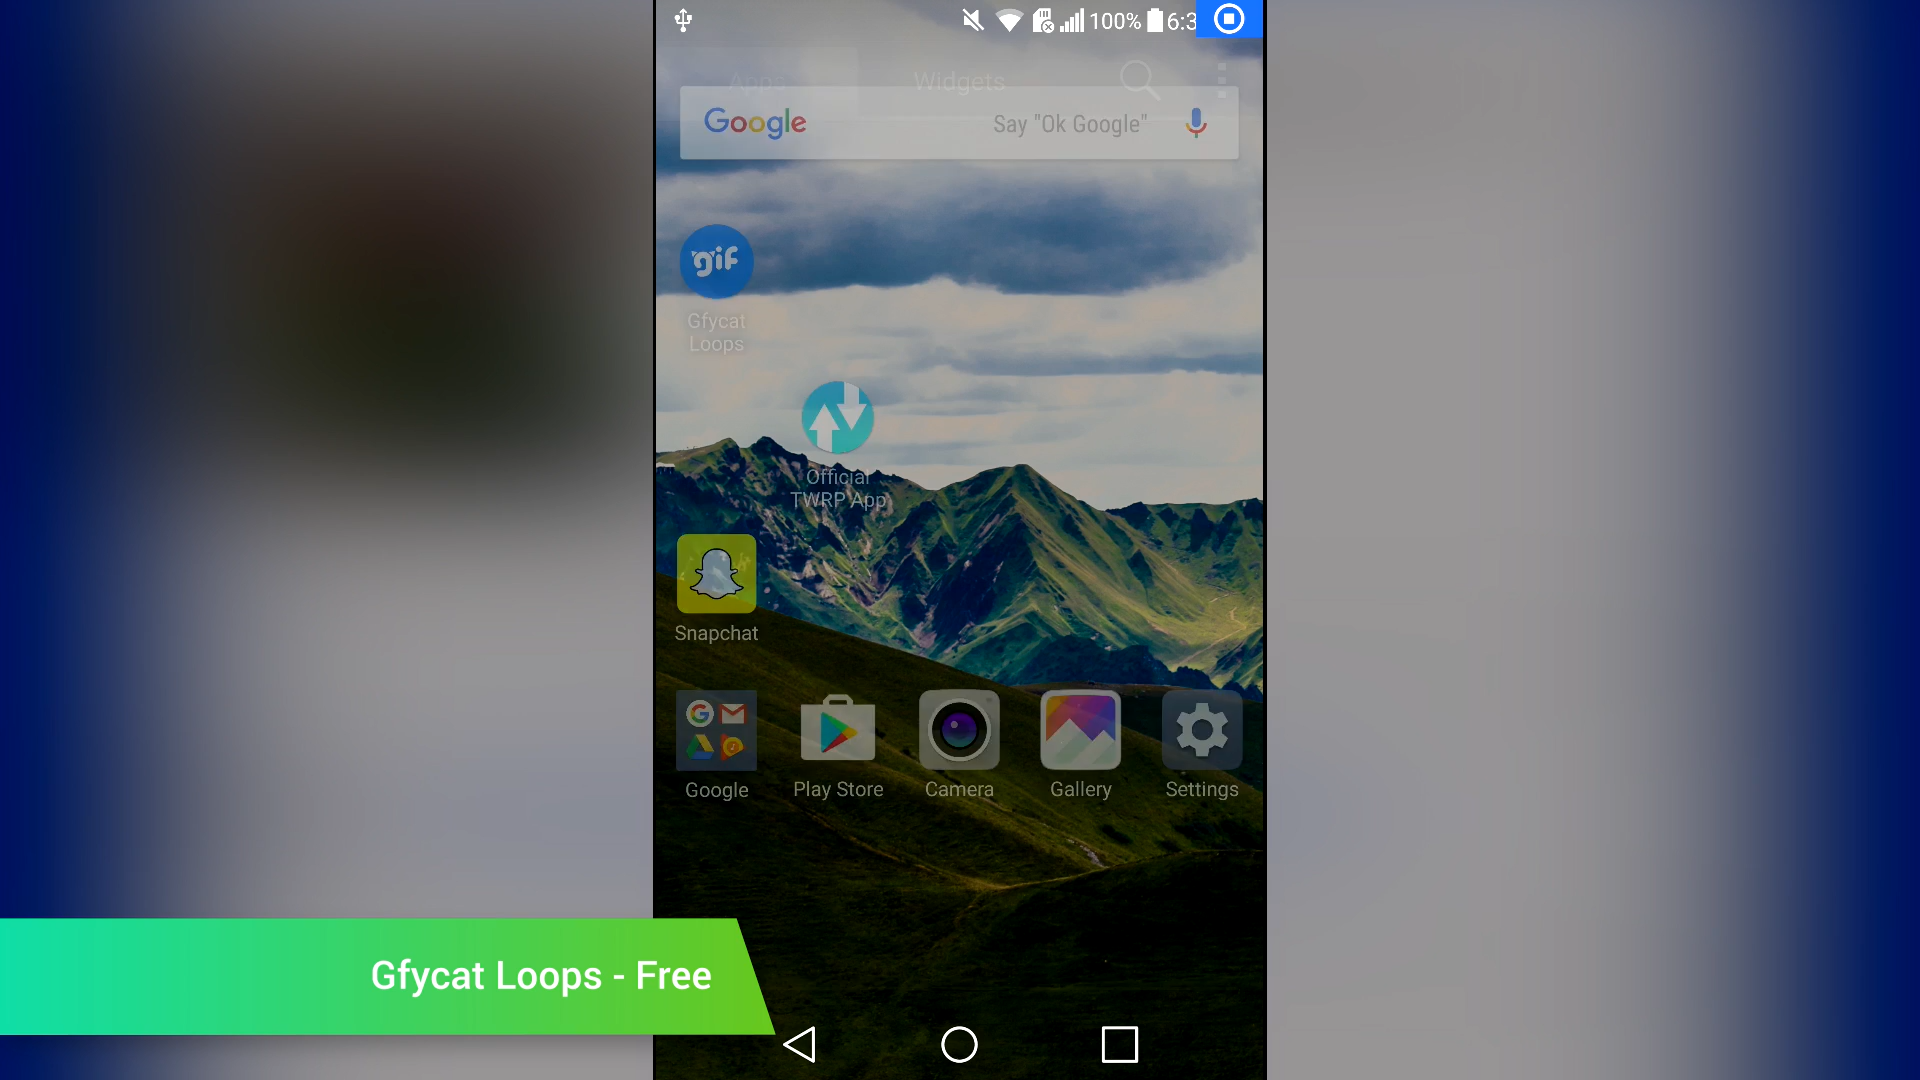 100% 6:3
Apps Widgets
Google Say "Ok Google"
gif
Gfycat
Loops
Official
TWRP App
Snapchat
Google Play Store Camera Gallery Settings
Gfycat Loops - Free